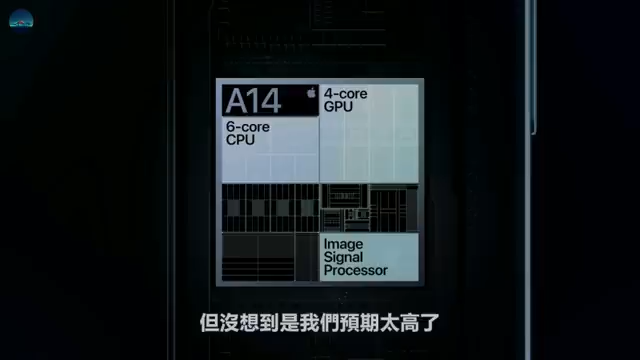 A14
4-core
GPU
6-core
CPU
Image
Signal
Processor
但沒想到是我們預期太高了